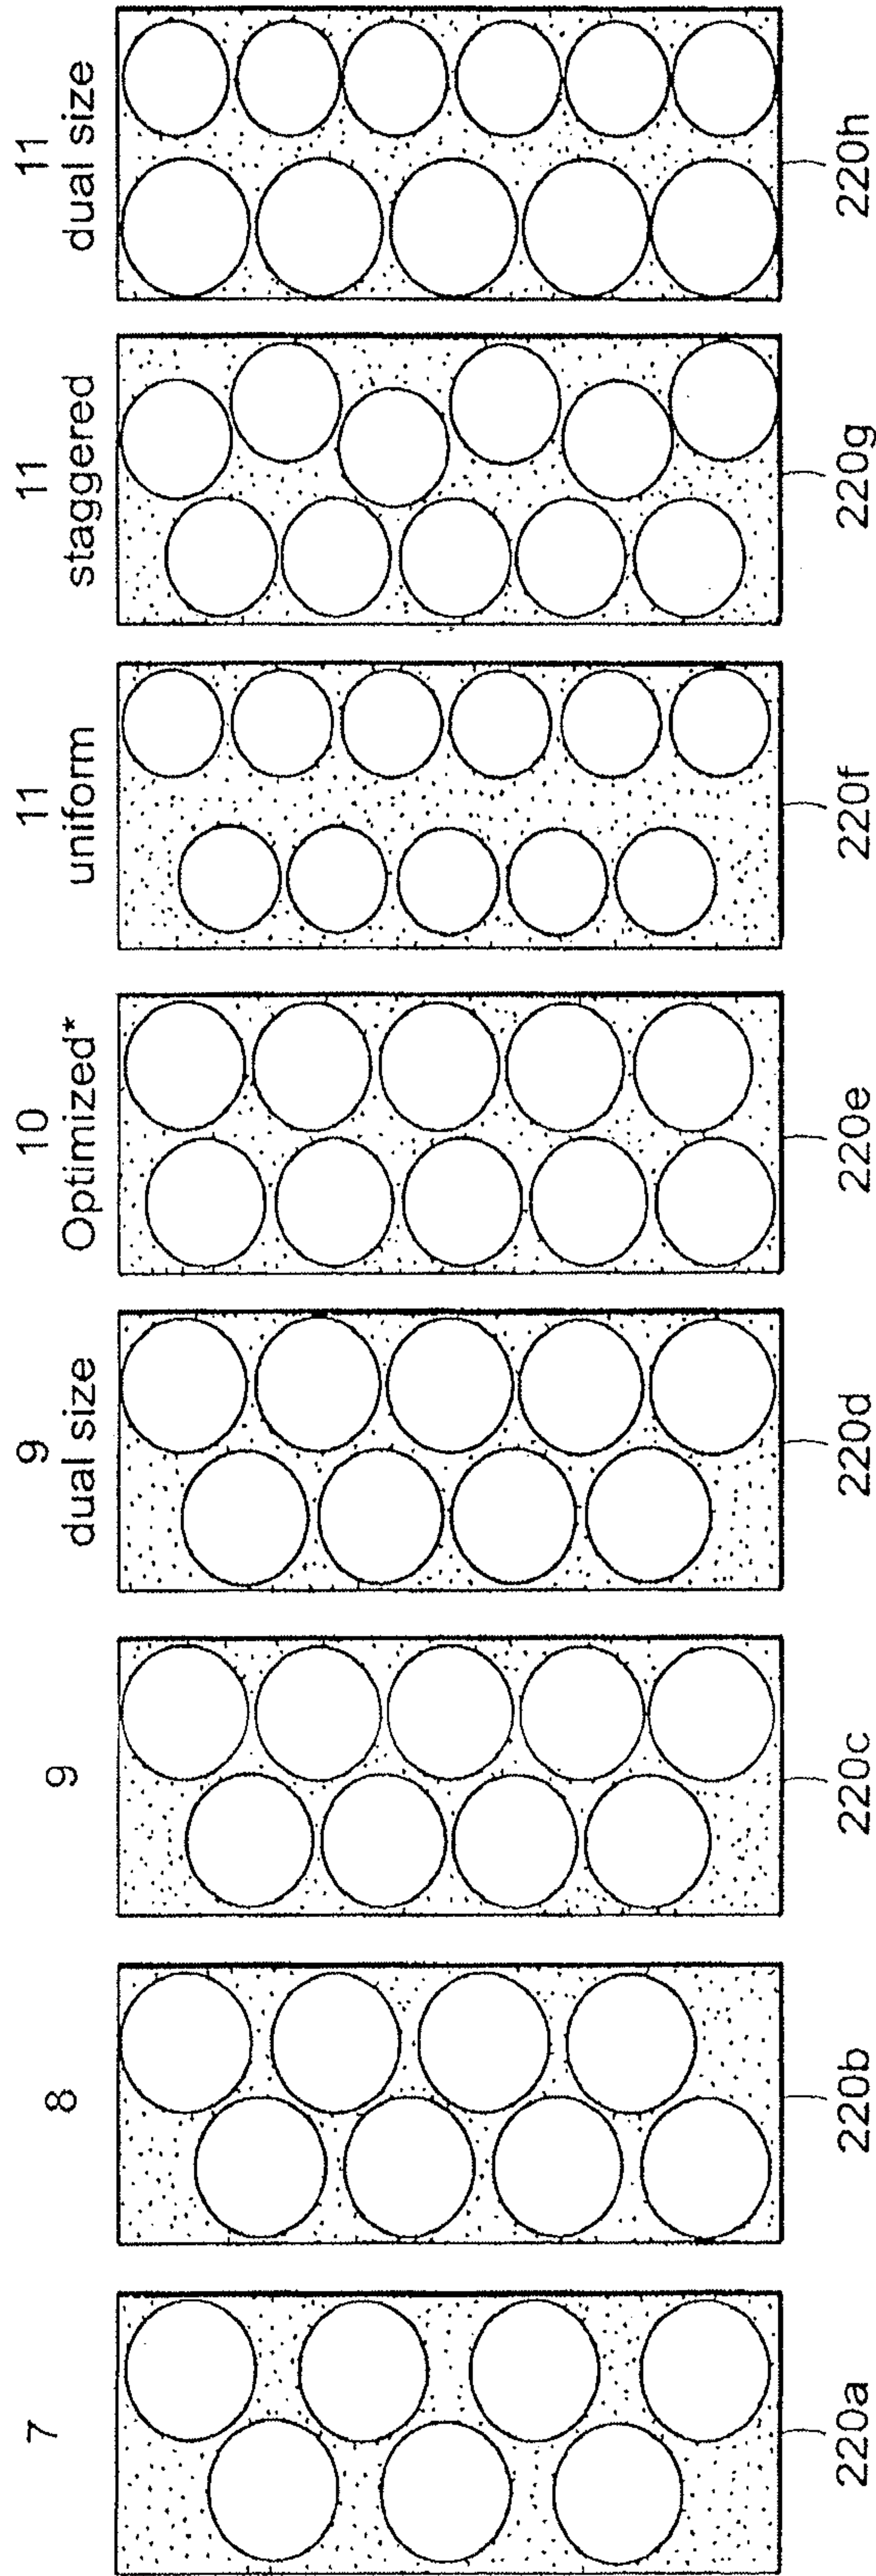 7
8
9
9
dual size
10
Optimized*
11
uniform
11
staggered
11
dual size
220a
220b
220c
220d
220e
220f
220g
220h